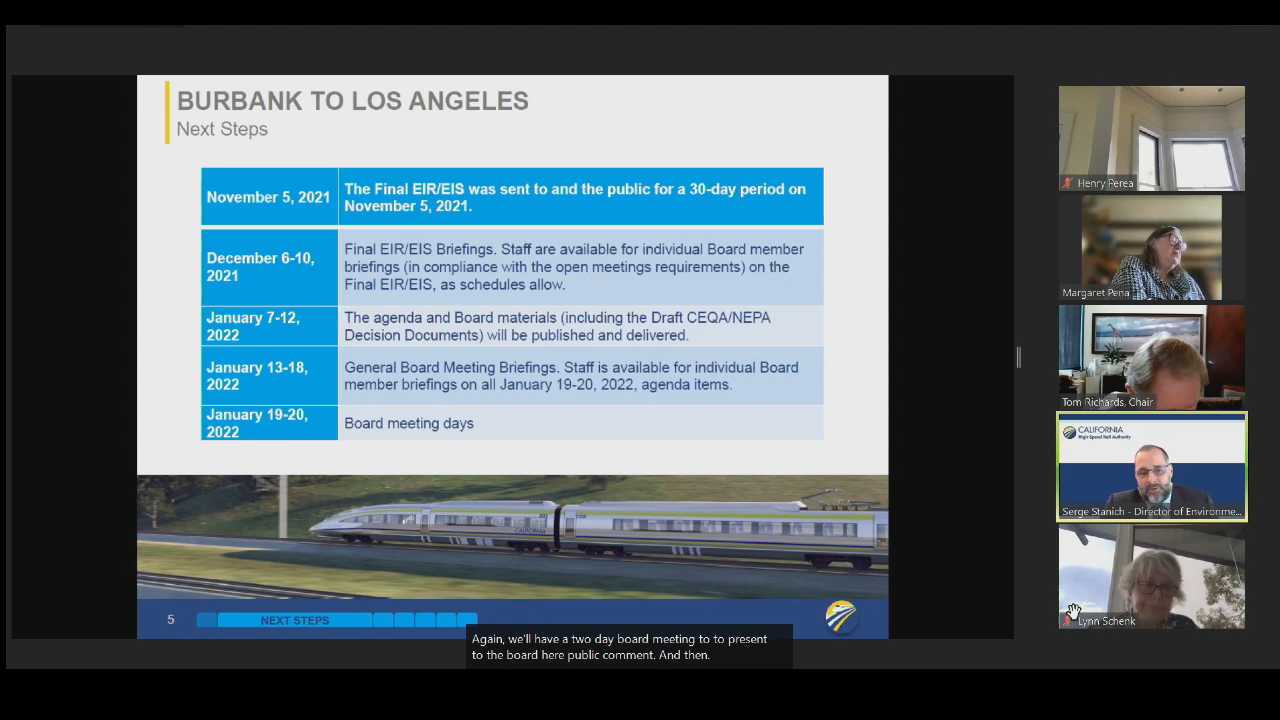 BURBANK TO LOS ANGELES
Next Steps
November 5, 2021
The Final EIR/EIS was sent to and the public for a 30-day period on
November 5, 2021.
December 6-10,
2021
Final EIR/EIS Briefings. Staff are available for individual Board member
briefings (in compliance with the open meetings requirements) on the
Final EIR/EIS, as schedules allow.
January 7-12,
2022
The agenda and Board materials (including the Draft CEQA/NEPA
Decision Documents) will be published and delivered.
January 13-18,
2022
General Board Meeting Briefings. Staff is available for individual Board
member briefings on all January 19-20, 2022, agenda items.
January 19-20,
2022
Board meeting days
CALIFORNIA
5
NEXT STEPS
Again, we'll have a two day board meeting to to present
to the board here public comment. And then.
Henry Perea
Margaret Pena
Tom Richards, Chair
CALIFORNIA
High-Speed Rail Authority
Serge Stanich - Director of Environme...
Lynn Schenk